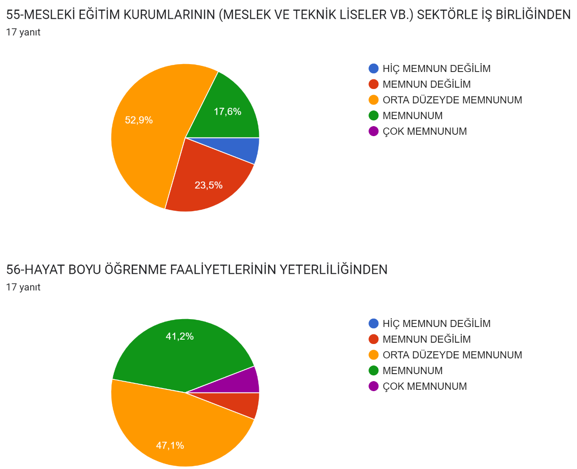 55-MESLEKİ EĞİTİM KURUMLARININ (MESLEK VE TEKNİK LİSELER VB.) SEKTÖRLE İŞ BİRLİĞİNDEN
17 yanıt
HİÇ MEMNUN DEĞİLİM
MEMNUN DEĞİLİM
ORTA DÜZEYDE MEMNUNUM
MEMNUNUM
ÇOK MEMNUNUM
17,6%
52,9%
23,5%
56-HAYAT BOYU ÖĞRENME FAALİYETLERİNİN YETERLİLİĞİNDEN
17 yanıt
HİÇ MEMNUN DEĞİLİM
MEMNUN DEĞİLİM
ORTA DÜZEYDE MEMNUNUM
MEMNUNUM
ÇOK MEMNUNUM
41,2%
47,1%